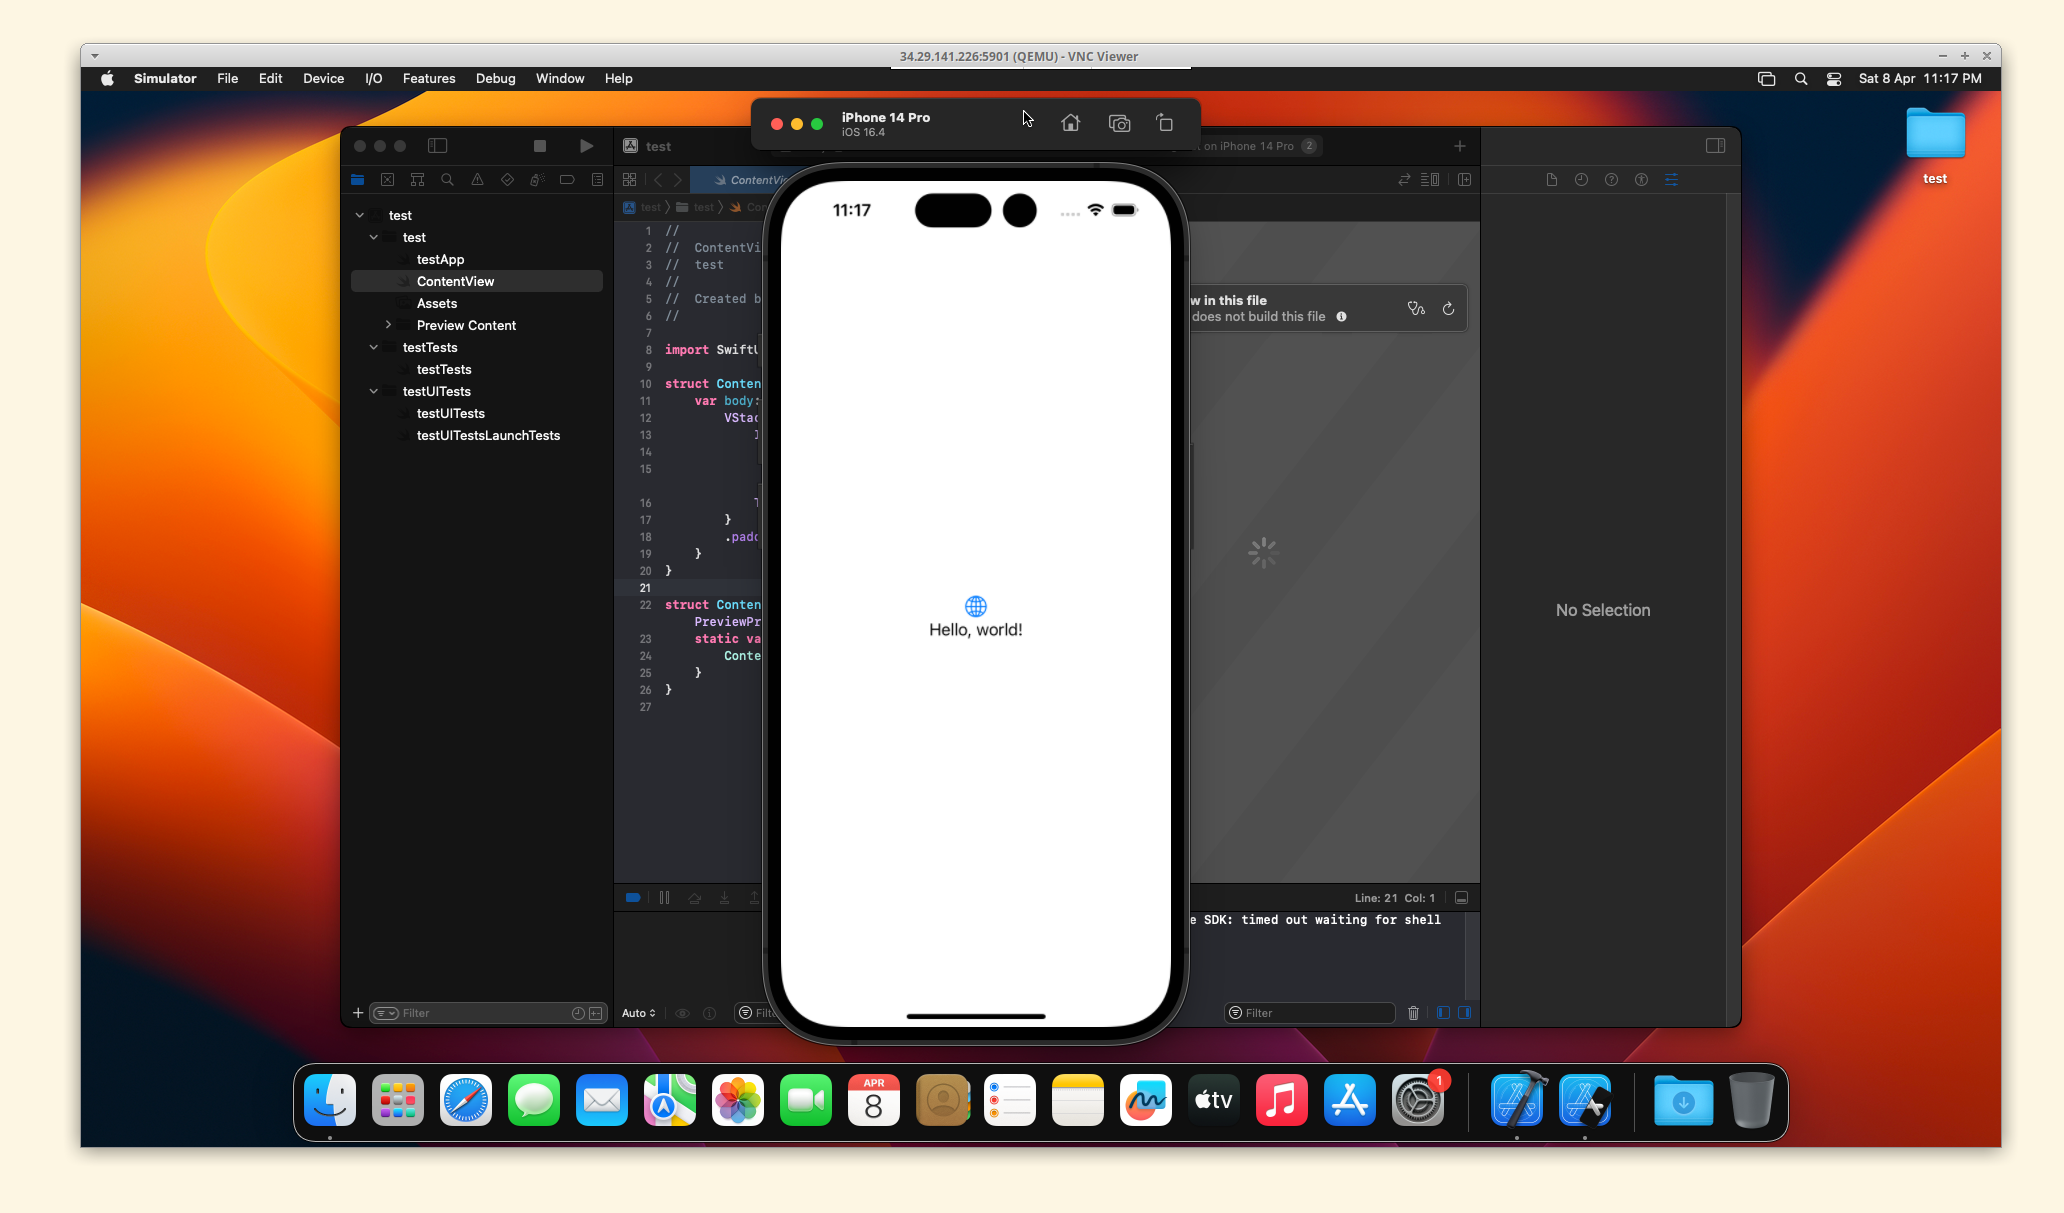 34.29.141.226:5901 (QEMU) - VNC Viewer
Simulator File Edit Device I/O Features Debug Window Help
Sat 8 Apr 11:17 PM
iPhone 14 Pro
iOS 16.4
test
on iPhone 14 Pro 2
test
ContentVi
test
test
11:17
test
test
testApp
ContentView
Assets
Preview Content
testTests
testTests
testUITests
testUITests
testUITestsLaunchTests
1 //
2 // ContentVi
3 // test
4 //
5 // Created b
6 //
7
8 import SwiftU
9
10 struct Conten
11 var body:
12 VStac
13
14
15
16
17 }
18 .padd
19 }
20 }
21
22 struct Conten
PreviewPr
23 static va
24 Conte
25 }
26 }
27
w in this file
does not build this file
Hello, world!
No Selection
Line: 21 Col: 1
e SDK: timed out waiting for shell
Filter
Auto
Filt
Filter
APR
8
tv
1